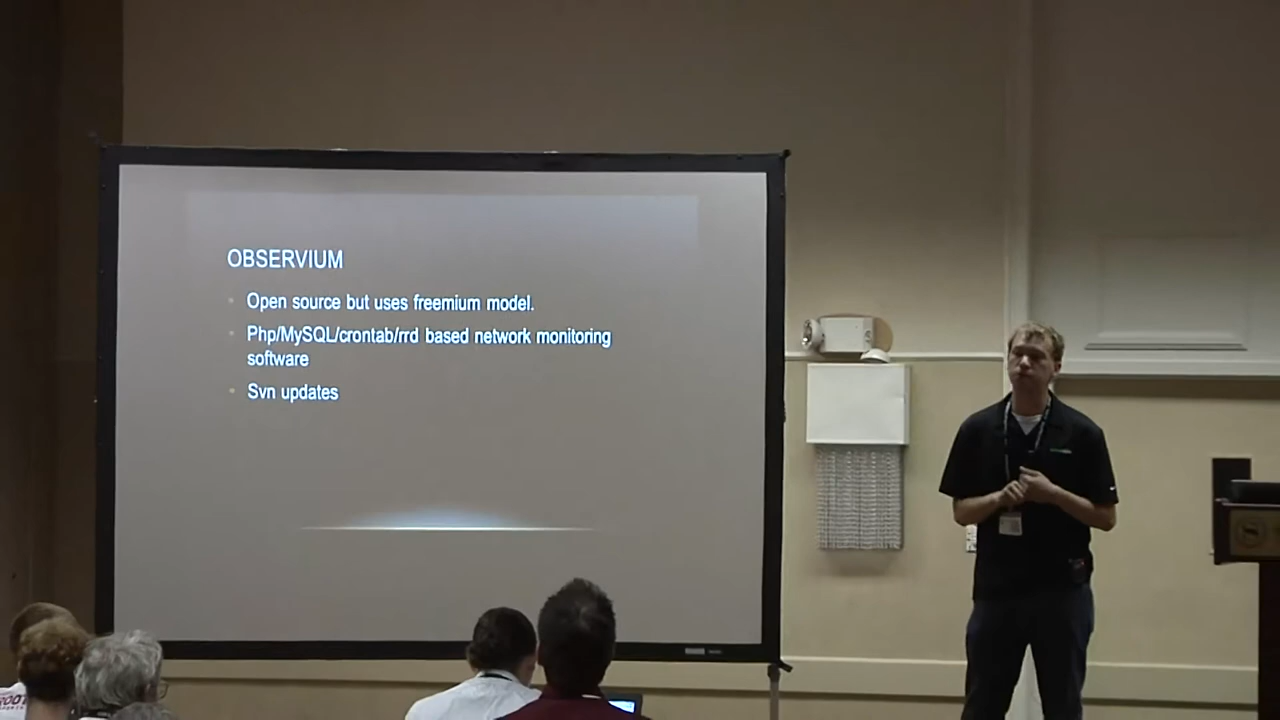 OBSERVIUM
Open source but uses freemium model.
Php/MySQL/crontab/rrd based network monitoring
software
Svn updates